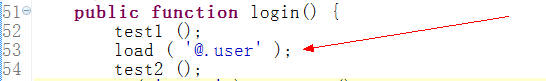 51 public function login() {
52 test1 ();
53 load ( '@.user' );
54 test2 ();